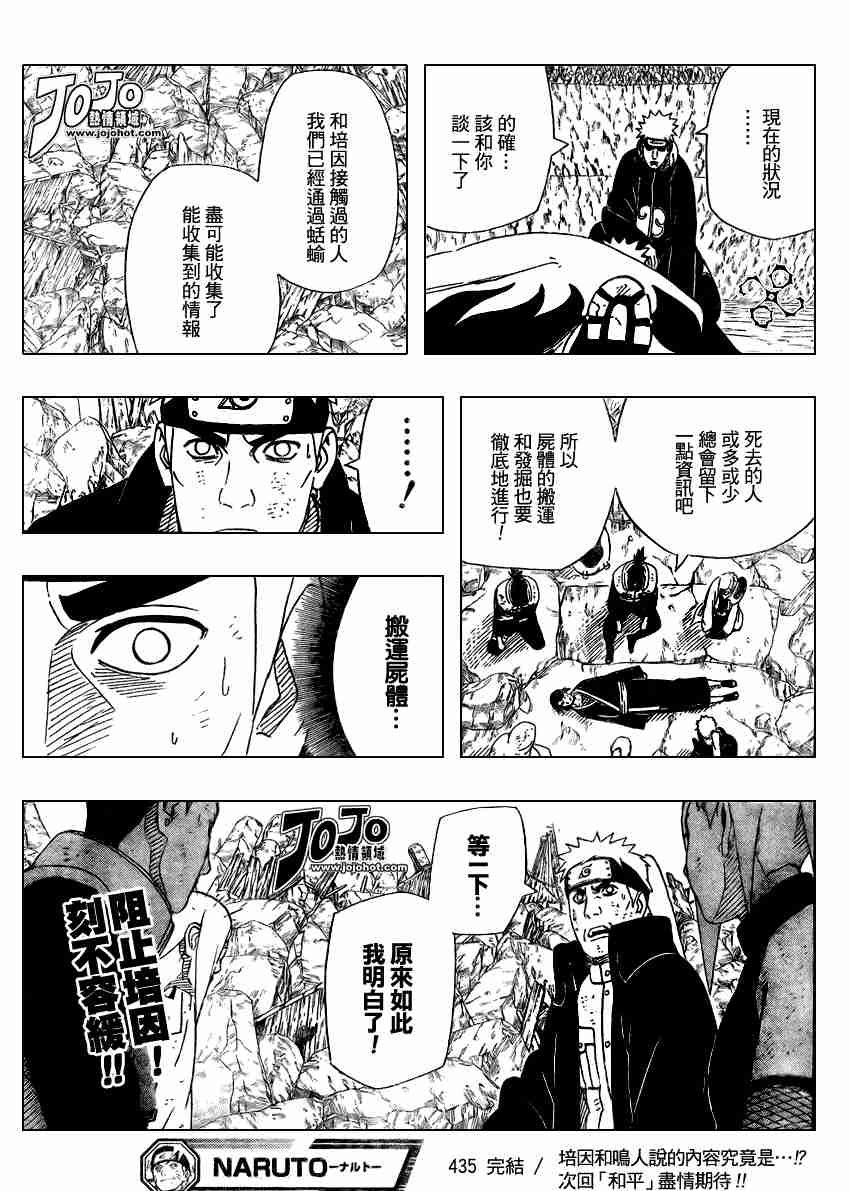 現在的狀況
……
的確…
該和你
談一下了
JOJO
熱情領域
www.jojohot.com
和培因接觸過的人
我們已經通過蛞蝓
盡可能收集了
能收集到的情報
死去的人
或多或少
總會留下
一點資訊吧
所以
屍體的搬運
和發掘也要
徹底地進行！
……！
搬運屍體…
等一下…
原來如此
我明白了！
JOJO
熱情領域
www.jojohot.com
阻止培因！
刻不容緩！！
NARUTO―ナルト―
435 完結 /
培因和鳴人說的內容究竟是…!?
次回「和平」盡情期待！！